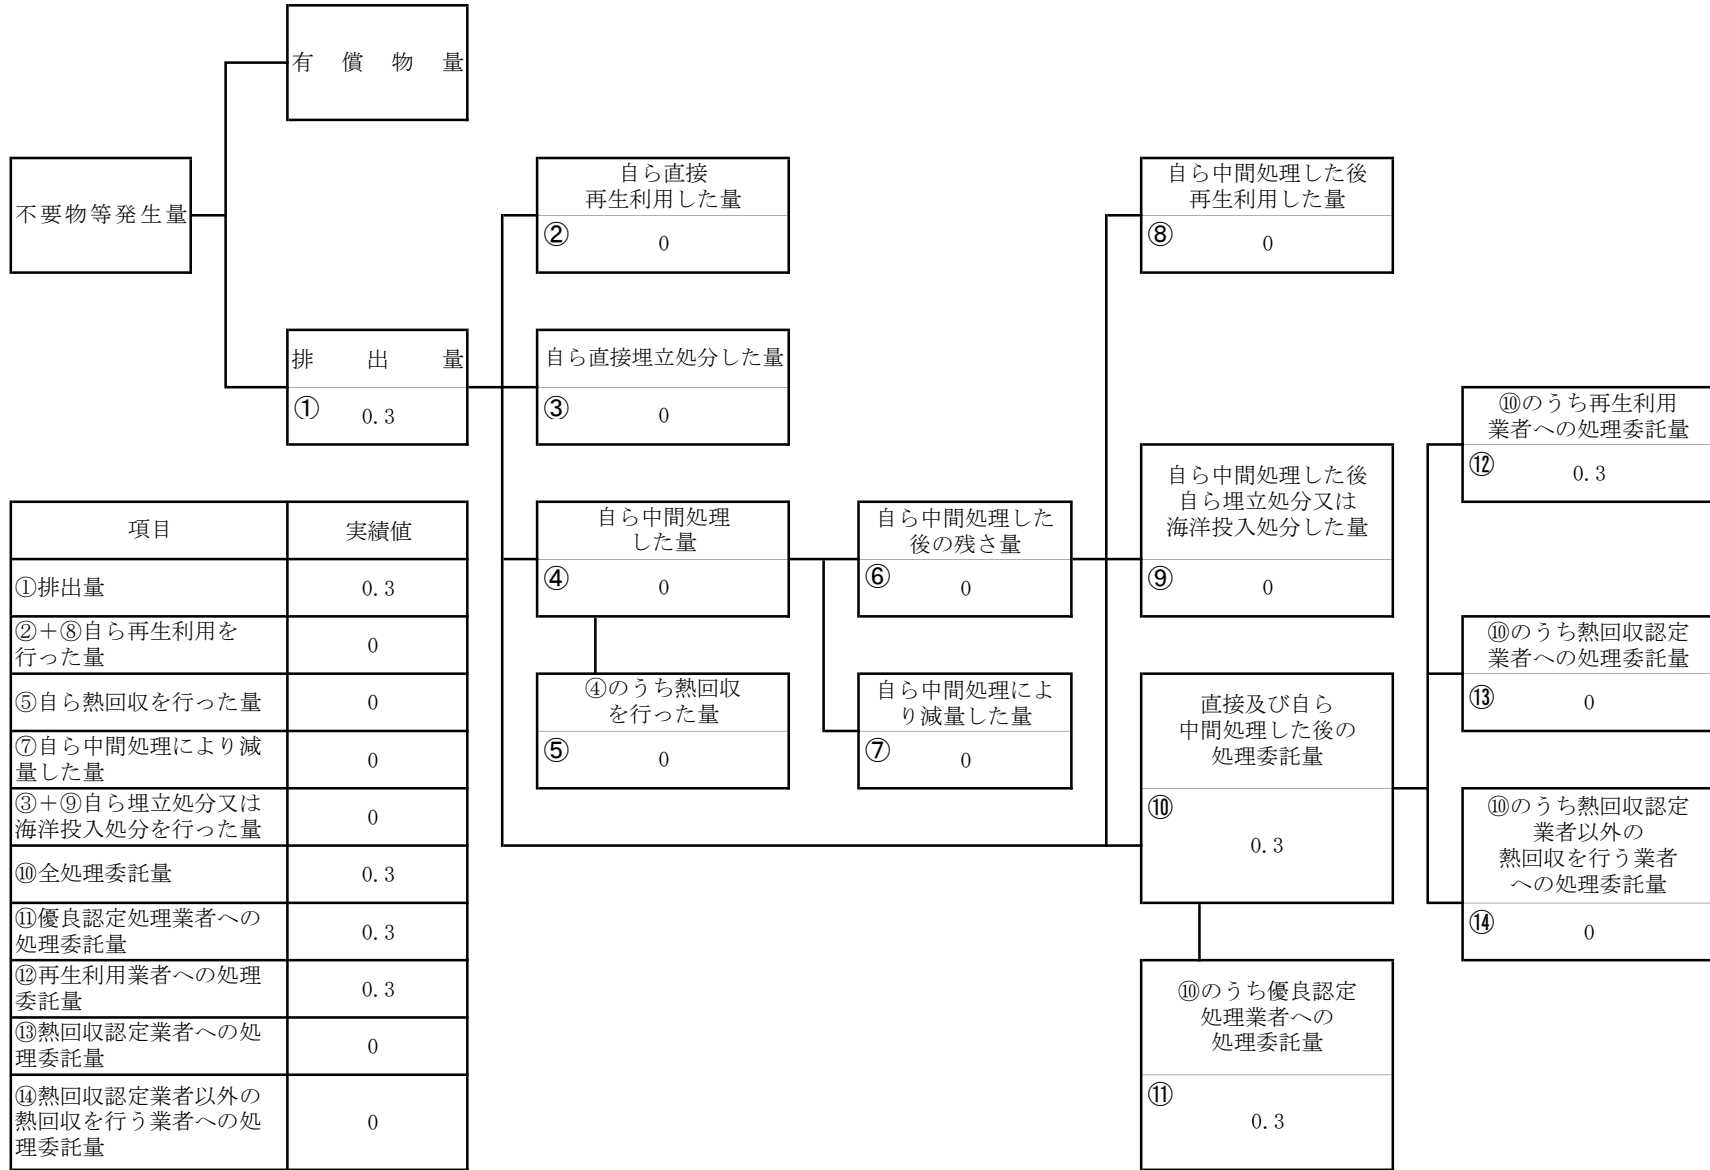 有償物量
不要物等発生量
自ら直接
再生利用した量
②
0
自ら中間処理した後
再生利用した量
⑧
0
排出量
①
0.3
自ら直接埋立処分した量
③
0
⑩のうち再生利用
業者への処理委託量
⑫
0.3
自ら中間処理した後
自ら埋立処分又は
海洋投入処分した量
⑨
0
自ら中間処理
した量
④
0
自ら中間処理した
後の残さ量
⑥
0
⑩のうち熱回収認定
業者への処理委託量
⑬
0
④のうち熱回収
を行った量
⑤
0
自ら中間処理によ
り減量した量
⑦
0
直接及び自ら
中間処理した後の
処理委託量
⑩
0.3
⑩のうち熱回収認定
業者以外の
熱回収を行う業者
への処理委託量
⑭
0
⑩のうち優良認定
処理業者への
処理委託量
⑪
0.3
項目 実績値
①排出量 0.3
②+⑧自ら再生利用を
行った量 0
⑤自ら熱回収を行った量 0
⑦自ら中間処理により減
量した量 0
③+⑨自ら埋立処分又は
海洋投入処分を行った量 0
⑩全処理委託量 0.3
⑪優良認定処理業者への
処理委託量 0.3
⑫再生利用業者への処理
委託量 0.3
⑬熱回収認定業者への処
理委託量 0
⑭熱回収認定業者以外の
熱回収を行う業者への処
理委託量 0